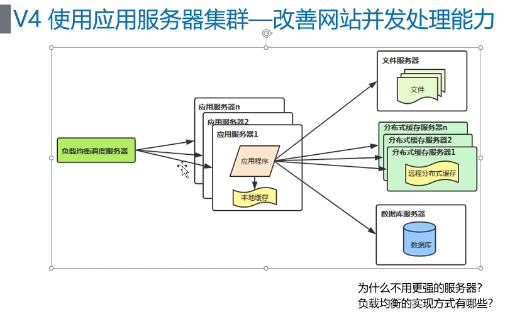 V4 使用应用服务器集群—改善网站并发处理能力
文件服务器
文件
应用服务器n
应用服务器2
应用服务器1
负载均衡调度服务器
应用程序
本地缓存
分布式缓存服务器n
分布式缓存服务器2
分布式缓存服务器1
远程分布式缓存
数据库服务器
数据库
为什么不用更强的服务器?
负载均衡的实现方式有哪些?